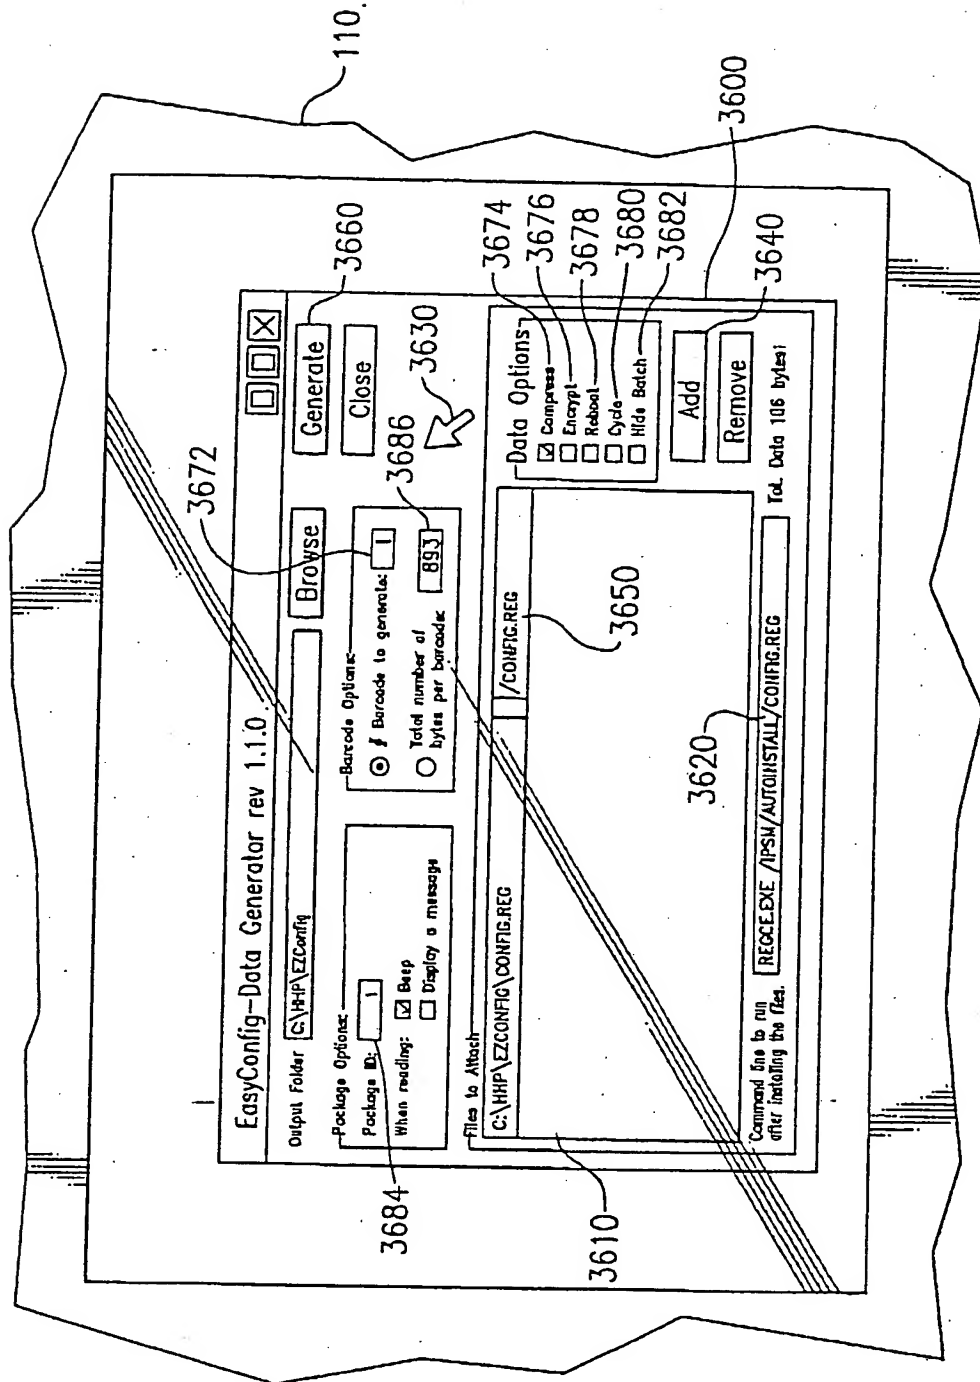 110.
EasyConfig-Data Generator rev 1.1.0
Output Folder C:\HHP\EZConfig Browse Generate
3660
3672
Close
Package Options:
Package ID: 1
When reading: Beep
Display a message
3684
Barcode Options:
# Barcode to generate: 1
Total number of
bytes per barcode: 893
3686
3630
Files to Attach
C:\HHP\EZCONFIG\CONFIG.REG /CONFIG.REG
3610
3650
Data Options
Compress
Encrypt
Reboot
Cycle
Hide Batch
3674
3676
3678
3680
3682
3600
Add
3640
Remove
3620
Command line to run
after installing the files.
REGCE.EXE /IPSM/AUTOINSTALL/CONFIG.REG
Tot. Data 106 bytes;